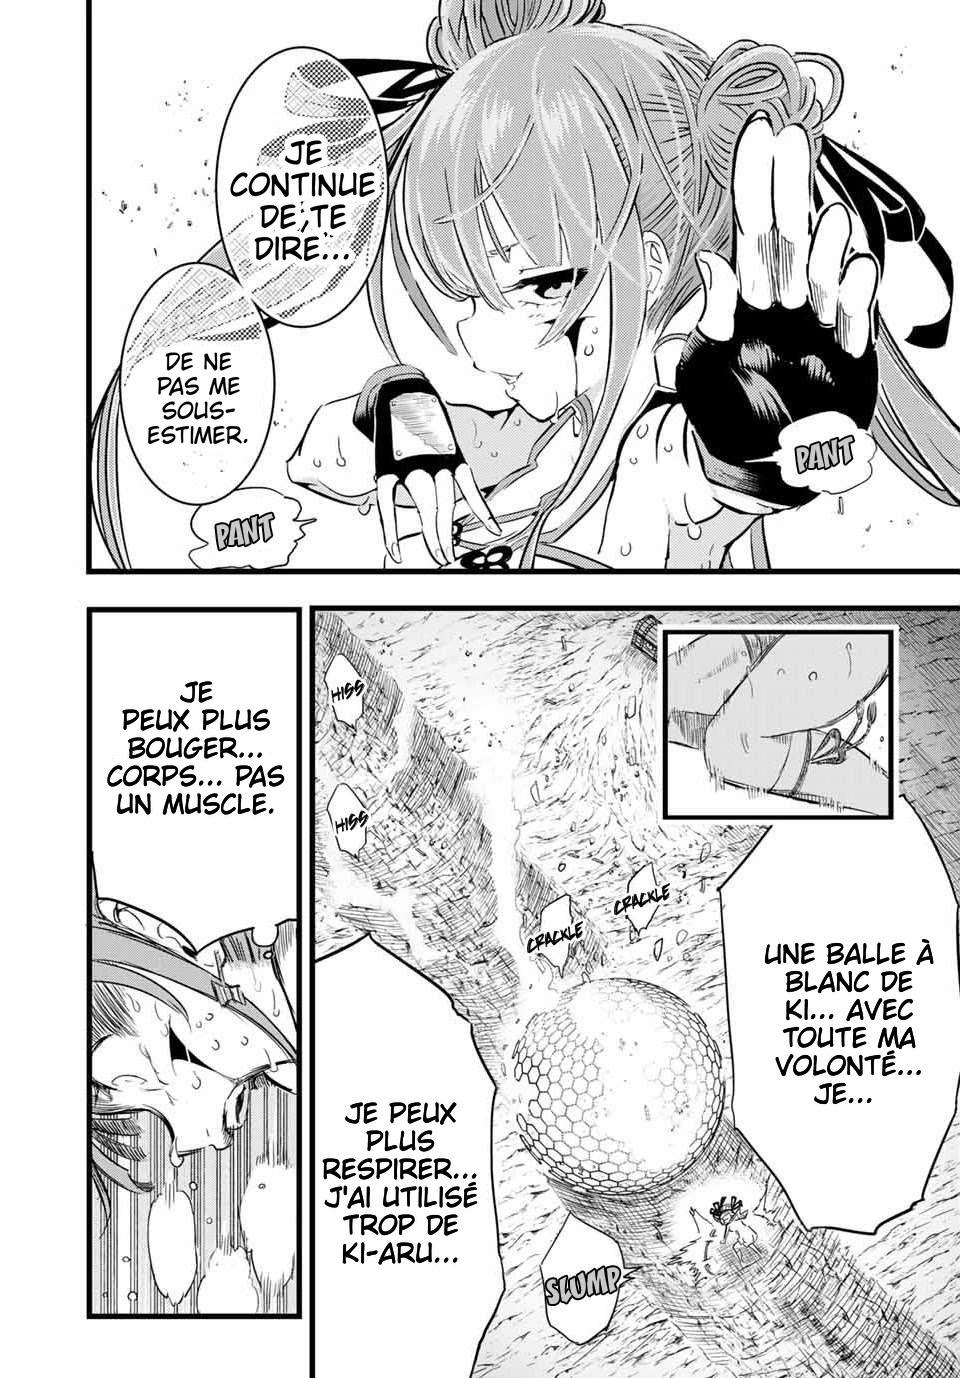 JE
CONTINUE
DE TE
DIRE...
DE NE
PAS ME
SOUS-
ESTIMER.
PANT
PANT
HISS
HISS
CRACKLE
CRACKLE
UNE BALLE À
BLANC DE
KI... AVEC
TOUTE MA
VOLONTÉ...
JE...
JE PEUX
PLUS
RESPIRER...
J'AI UTILISÉ
TROP DE
KI-ARU...
SLUMP
JE
PEUX PLUS
BOUGER...
CORPS... PAS
UN MUSCLE.